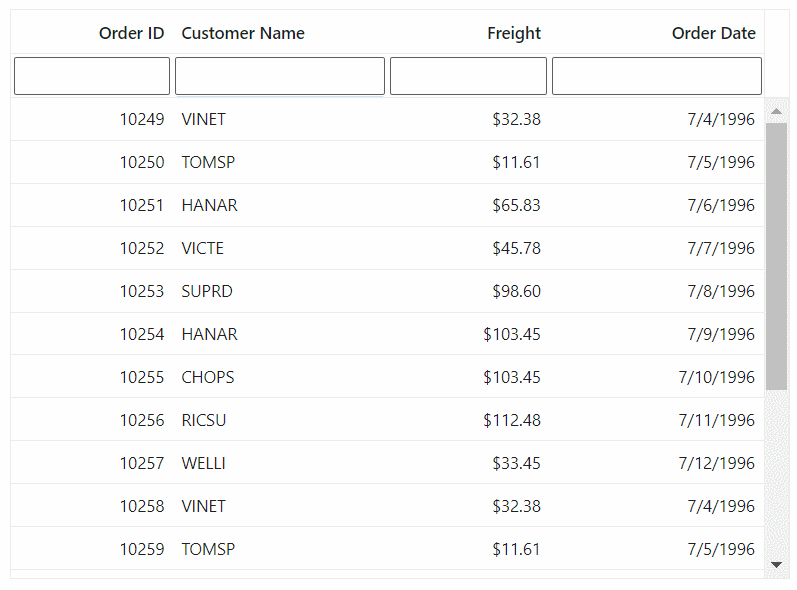 Order ID Customer Name Freight Order Date
10249 VINET $32.38 7/4/1996
10250 TOMSP $11.61 7/5/1996
10251 HANAR $65.83 7/6/1996
10252 VICTE $45.78 7/7/1996
10253 SUPRD $98.60 7/8/1996
10254 HANAR $103.45 7/9/1996
10255 CHOPS $103.45 7/10/1996
10256 RICSU $112.48 7/11/1996
10257 WELLI $33.45 7/12/1996
10258 VINET $32.38 7/4/1996
10259 TOMSP $11.61 7/5/1996